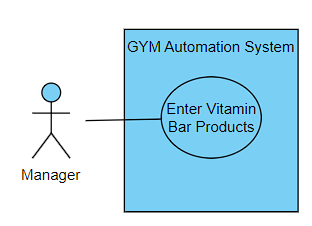 GYM Automation System
Enter Vitamin
Bar Products
Manager